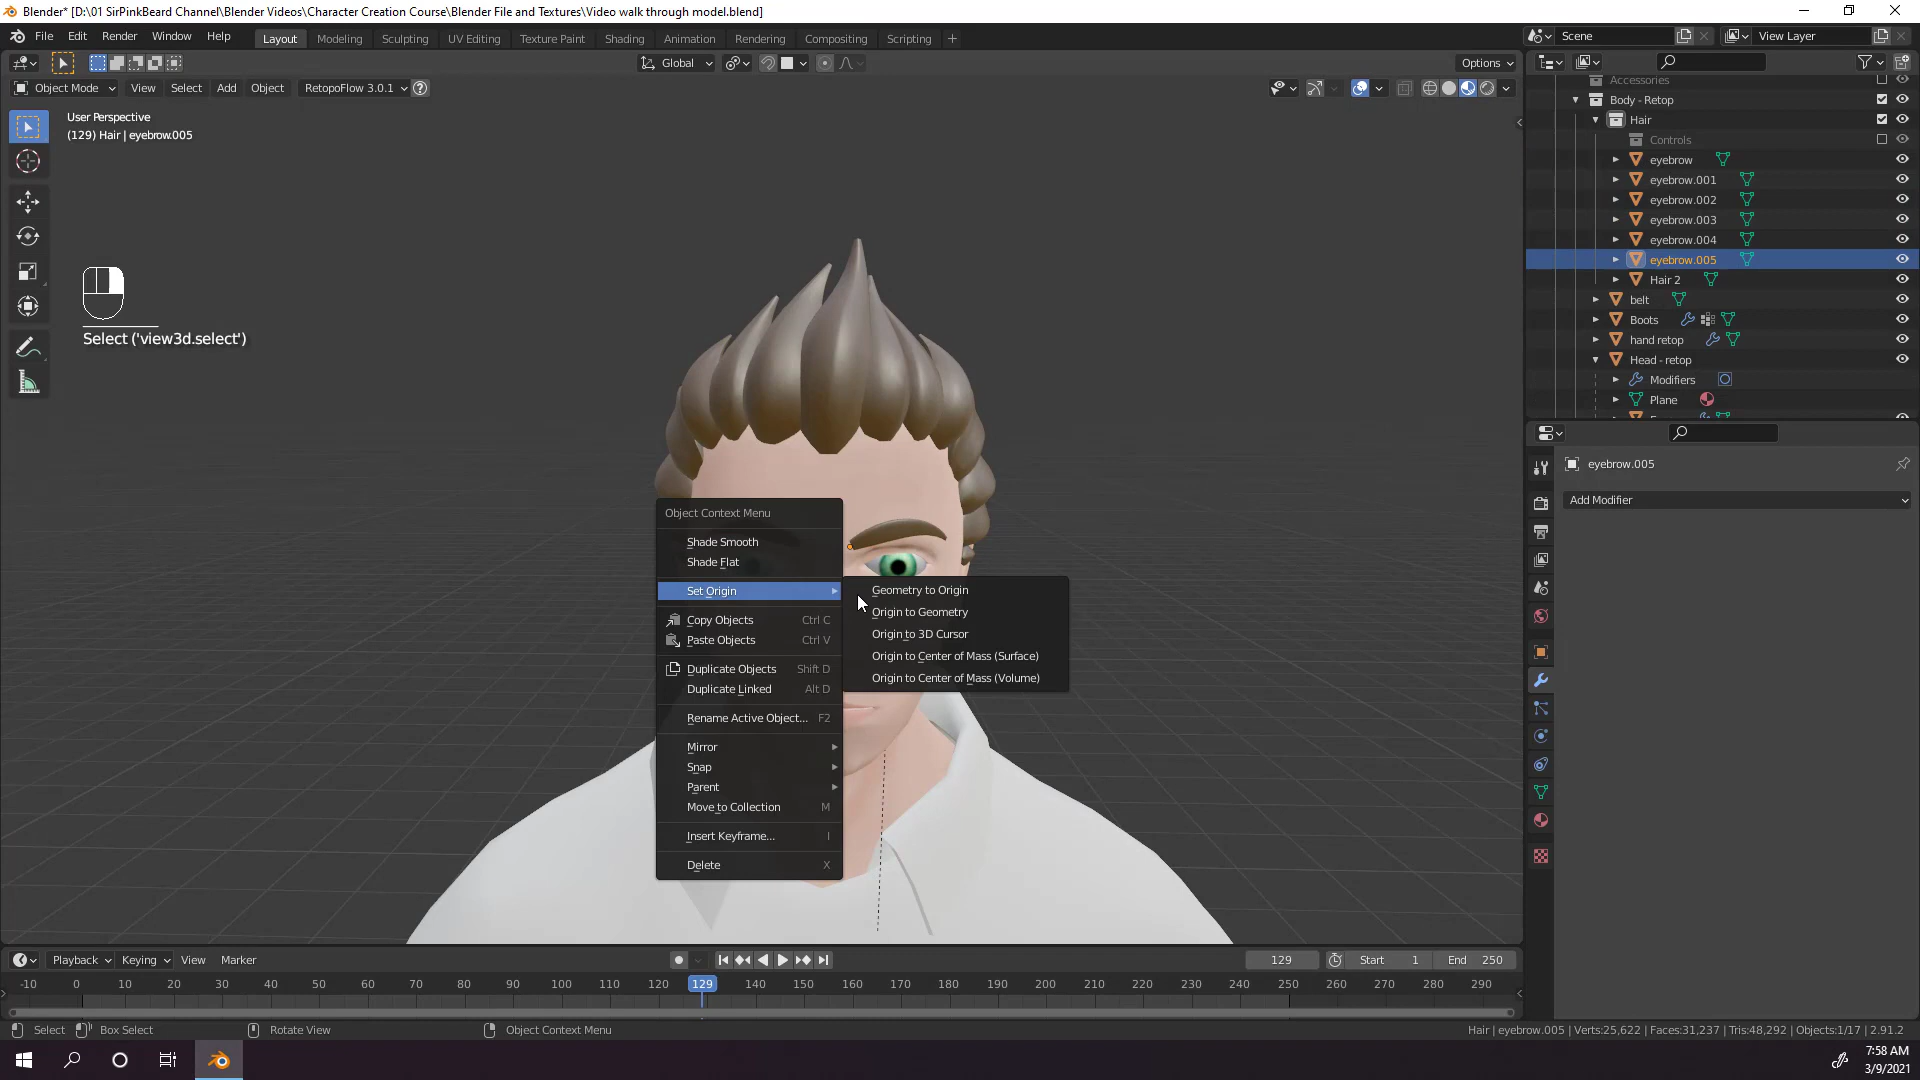 Blender* [D:\01 SirPinkBeard Channel\Blender Videos\Character Creation Course\Blender File and Textures\Video walk through model.blend]
File Edit Render Window Help Layout Modeling Sculpting UV Editing Texture Paint Shading Animation Rendering Compositing Scripting + Scene View Layer
Global Options
Object Mode View Select Add Object RetopoFlow 3.0.1 ?
User Perspective
(129) Hair | eyebrow.005
Select ('view3d.select')
Accessories
Body - Retop
Hair
Controls
eyebrow
eyebrow.001
eyebrow.002
eyebrow.003
eyebrow.004
eyebrow.005
Hair 2
belt
Boots
hand retop
Head - retop
Modifiers
Plane
eyebrow.005
Add Modifier
Object Context Menu
Shade Smooth
Shade Flat
Set Origin
Copy Objects Ctrl C
Paste Objects Ctrl V
Duplicate Objects Shift D
Duplicate Linked Alt D
Rename Active Object... F2
Mirror
Snap
Parent
Move to Collection M
Insert Keyframe... I
Delete X
Geometry to Origin
Origin to Geometry
Origin to 3D Cursor
Origin to Center of Mass (Surface)
Origin to Center of Mass (Volume)
Playback Keying View Marker 129 Start 1 End 250
-10 0 10 20 30 40 50 60 70 80 90 100 110 120 129 140 150 160 170 180 190 200 210 220 230 240 250 260 270 280 290
Select Box Select Rotate View Object Context Menu Hair | eyebrow.005 | Verts:25,622 | Faces:31,237 | Tris:48,292 | Objects:1/17 | 2.91.2
7:58 AM
3/9/2021